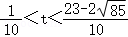 1/10 < t < (23-2√85)/10